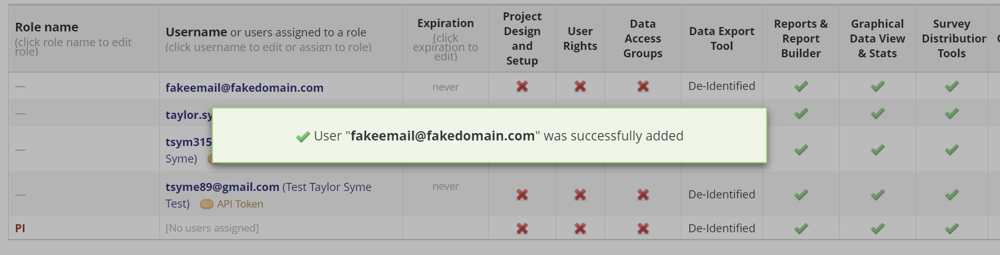 Role name
(click role name to edit
role)
Username or users assigned to a role
(click username to edit or assign to role)
Expiration
(click
expiration to
edit)
Project
Design
and
Setup
User
Rights
Data
Access
Groups
Data Export
Tool
Reports &
Report
Builder
Graphical
Data View
& Stats
Survey
Distribution
Tools
—
fakeemail@fakedomain.com
never
De-Identified
—
taylor.sy
User "fakeemail@fakedomain.com" was successfully added
—
tsym315
Syme)
—
tsyme89@gmail.com (Test Taylor Syme
Test) API Token
never
De-Identified
PI
[No users assigned]
De-Identified